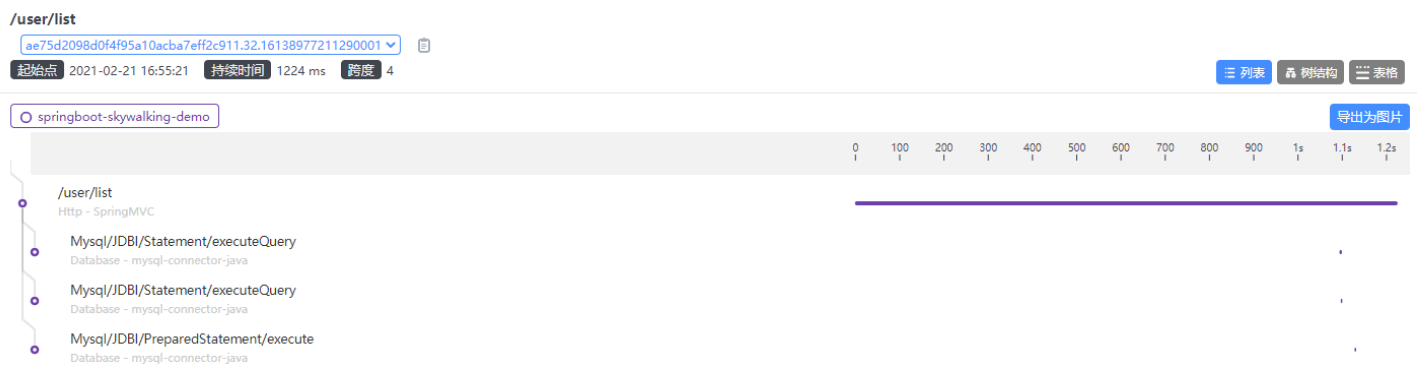 /user/list
ae75d2098d0f4f95a10acba7eff2c911.32.16138977211290001
起始点 2021-02-21 16:55:21 持续时间 1224 ms 跨度 4
列表 树结构 表格
springboot-skywalking-demo
导出为图片
0 100 200 300 400 500 600 700 800 900 1s 1.1s 1.2s
/user/list
Http - SpringMVC
Mysql/JDBI/Statement/executeQuery
Database - mysql-connector-java
Mysql/JDBI/Statement/executeQuery
Database - mysql-connector-java
Mysql/JDBI/PreparedStatement/execute
Database - mysql-connector-java